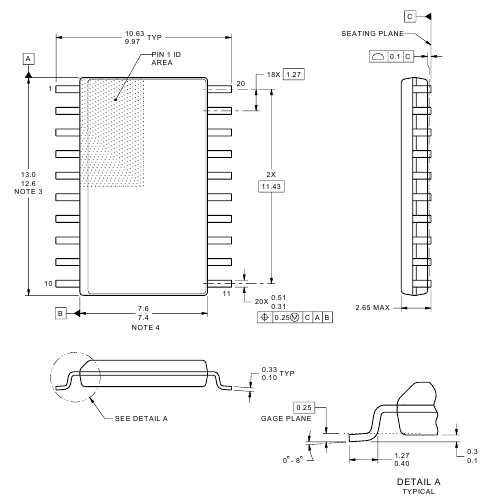 C
SEATING PLANE
10.63
9.97 TYP
0.1 C
A
PIN 1 ID
AREA
1
20
18X 1.27
13.0
12.6
NOTE 3
2X
11.43
10
11
20X 0.51
0.31
0.25Ⓜ C A B
B
7.6
7.4
NOTE 4
2.65 MAX
0.33
0.10 TYP
SEE DETAIL A
0.25
GAGE PLANE
0°- 8°
1.27
0.40
0.3
0.1
DETAIL A
TYPICAL